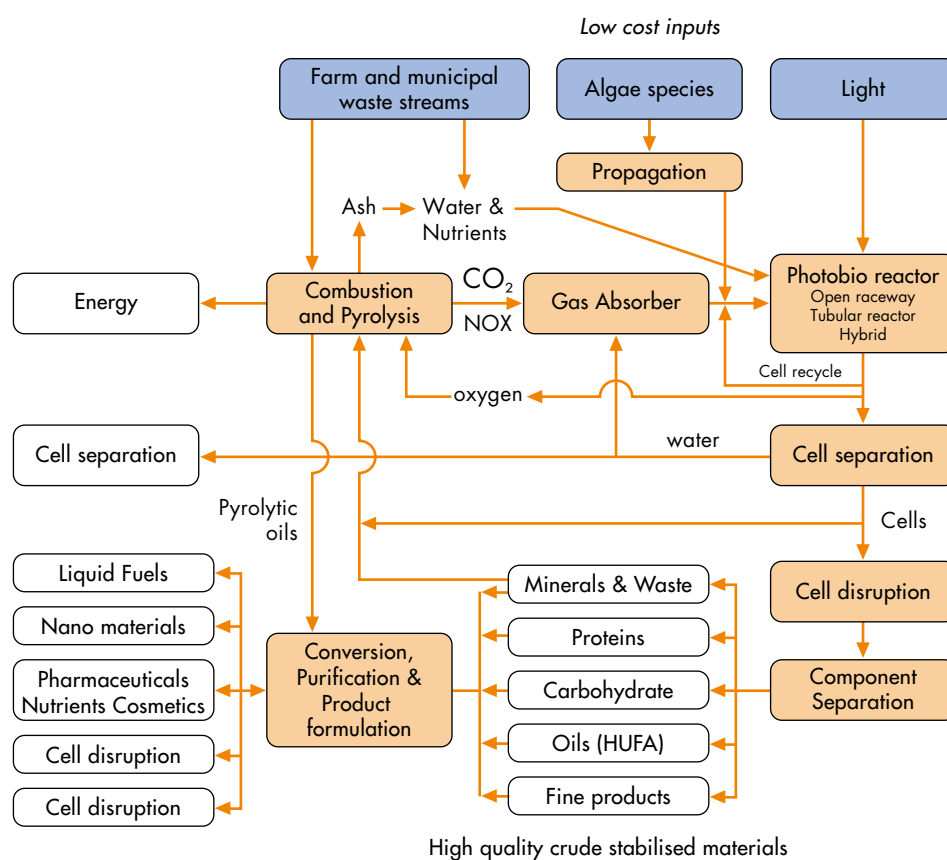 Low cost inputs
Farm and municipal
waste streams
Algae species
Light
Propagation
Ash
Water &
Nutrients
Energy
Combustion
and Pyrolysis
CO₂
NOX
Gas Absorber
Photobio reactor
Open raceway
Tubular reactor
Hybrid
Cell recycle
oxygen
Cell separation
water
Cell separation
Pyrolytic
oils
Cells
Liquid Fuels
Minerals & Waste
Cell disruption
Nano materials
Proteins
Pharmaceuticals
Nutrients Cosmetics
Conversion,
Purification &
Product
formulation
Carbohydrate
Component
Separation
Cell disruption
Oils (HUFA)
Cell disruption
Fine products
High quality crude stabilised materials